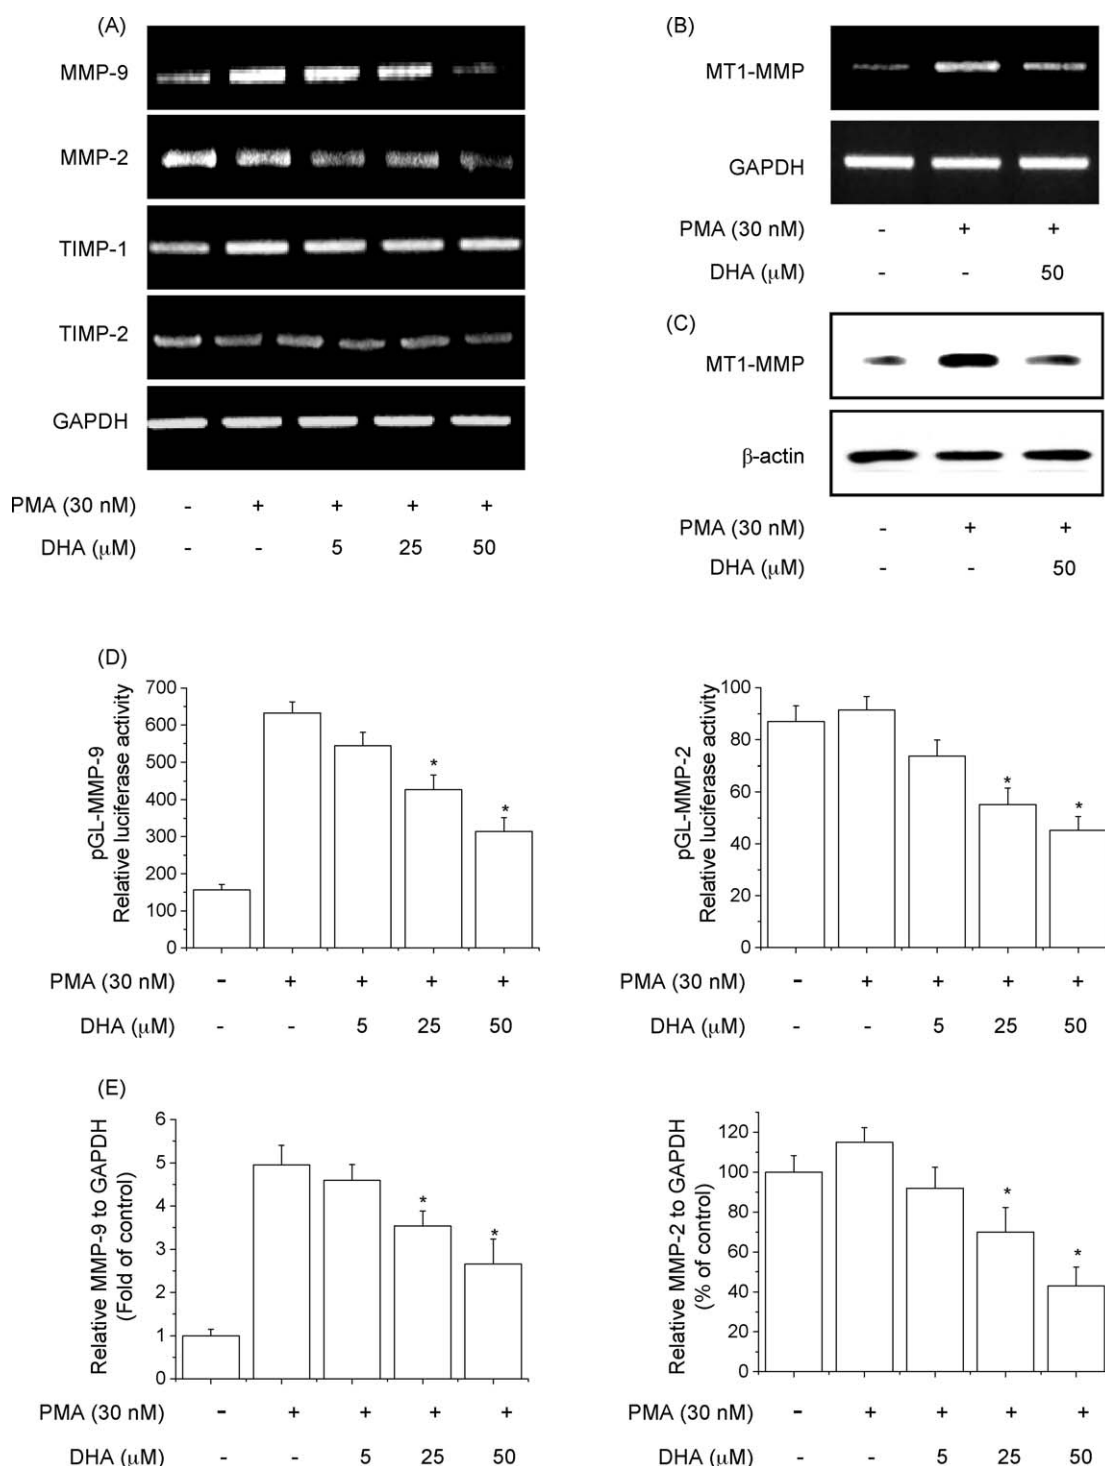 (A)
MMP-9
MMP-2
TIMP-1
TIMP-2
GAPDH
PMA (30 nM) - + + + +
DHA (μM) - - 5 25 50
(B)
MT1-MMP
GAPDH
PMA (30 nM) - + +
DHA (μM) - - 50
(C)
MT1-MMP
β-actin
PMA (30 nM) - + +
DHA (μM) - - 50
(D)
pGL-MMP-9
Relative luciferase activity
700
600
500
400
300
200
100
0
* *
PMA (30 nM) - + + + +
DHA (μM) - - 5 25 50
pGL-MMP-2
Relative luciferase activity
100
80
60
40
20
0
* *
PMA (30 nM) - + + + +
DHA (μM) - - 5 25 50
(E)
Relative MMP-9 to GAPDH
(Fold of control)
6
5
4
3
2
1
0
* *
PMA (30 nM) - + + + +
DHA (μM) - - 5 25 50
Relative MMP-2 to GAPDH
(% of control)
120
100
80
60
40
20
0
* *
PMA (30 nM) - + + + +
DHA (μM) - - 5 25 50